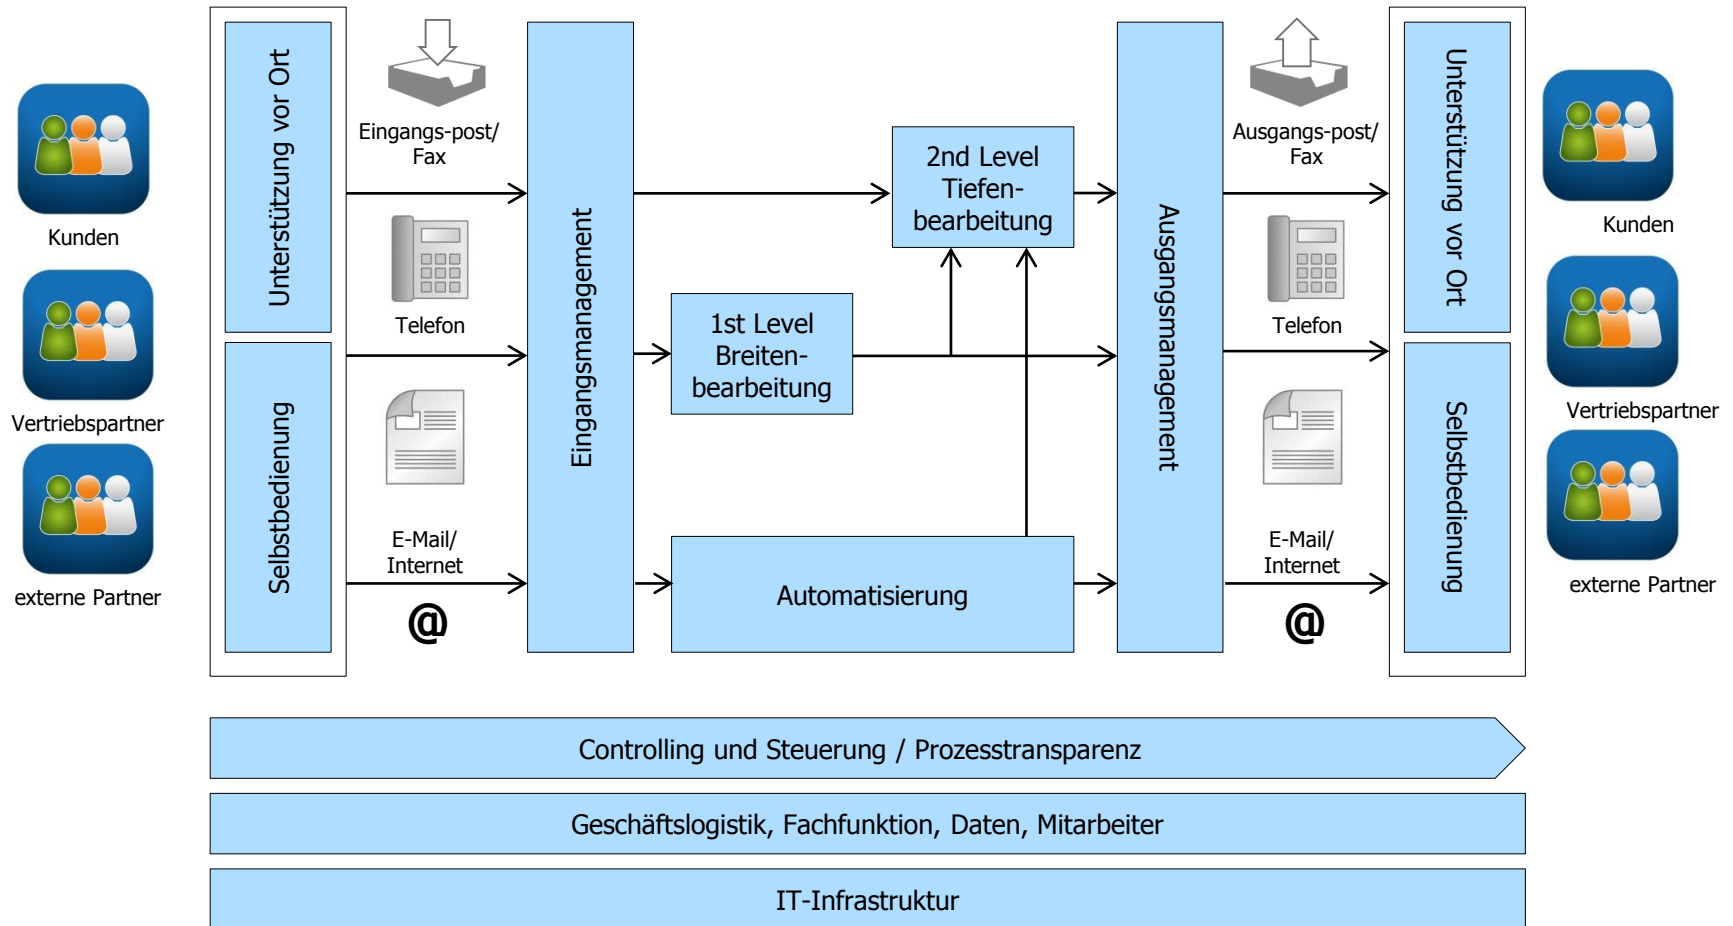 Kunden
Vertriebspartner
externe Partner
Unterstützung vor Ort
Selbstbedienung
Eingangs-post/
Fax
Telefon
E-Mail/
Internet
@
Eingangsmanagement
1st Level
Breiten-
bearbeitung
2nd Level
Tiefen-
bearbeitung
Automatisierung
Ausgangsmanagement
Ausgangs-post/
Fax
Telefon
E-Mail/
Internet
@
Unterstützung vor Ort
Selbstbedienung
Kunden
Vertriebspartner
externe Partner
Controlling und Steuerung / Prozesstransparenz
Geschäftslogistik, Fachfunktion, Daten, Mitarbeiter
IT-Infrastruktur